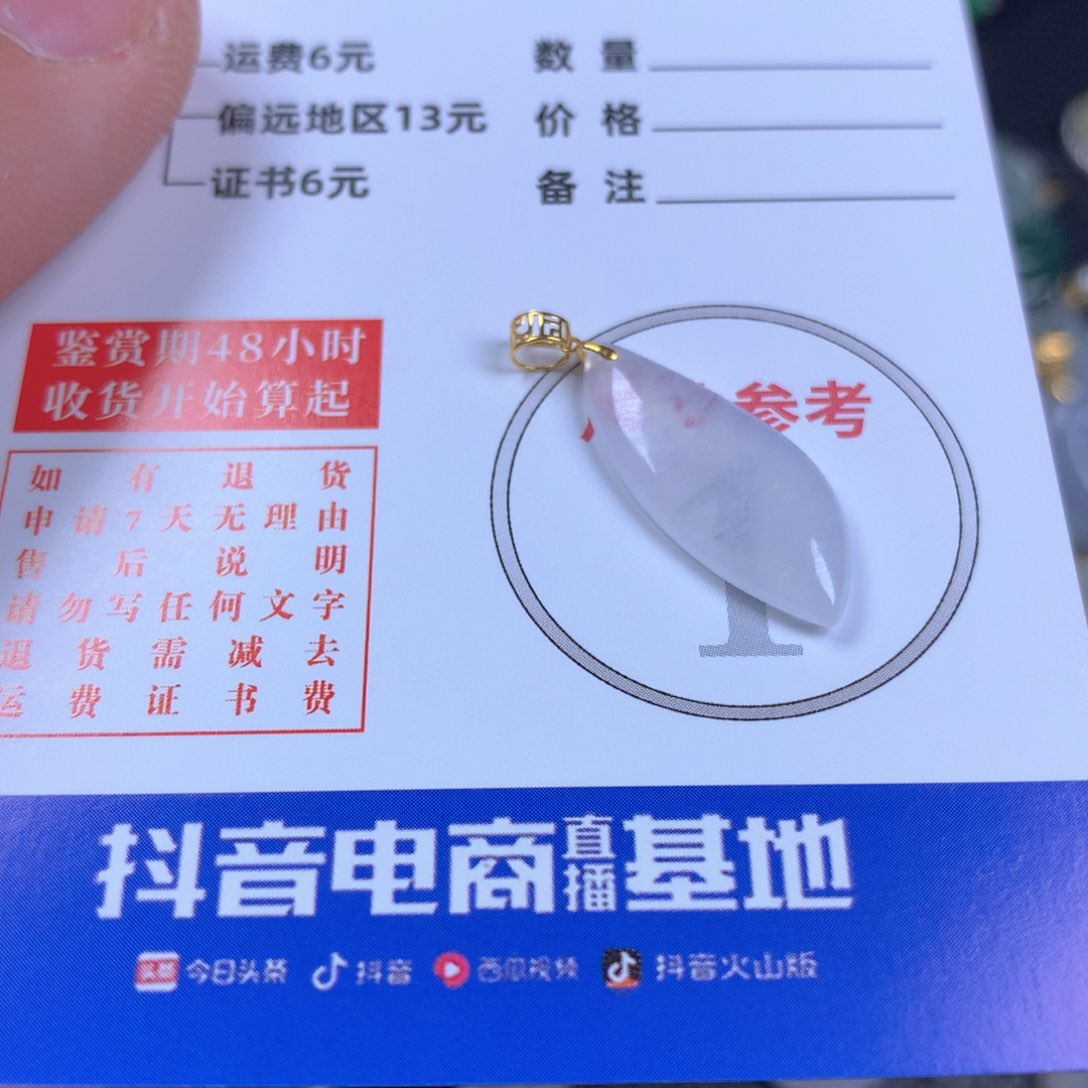 运费6元
数量
偏远地区13元
价格
证书6元
备注
鉴赏期48小时
收货开始算起
参考
如有退货
申请7天无理由
售后说明
请勿写任何文字
退货需减去
运费证书费
1
抖音电商直播基地
头条 今日头条 抖音 西瓜视频 抖音火山版